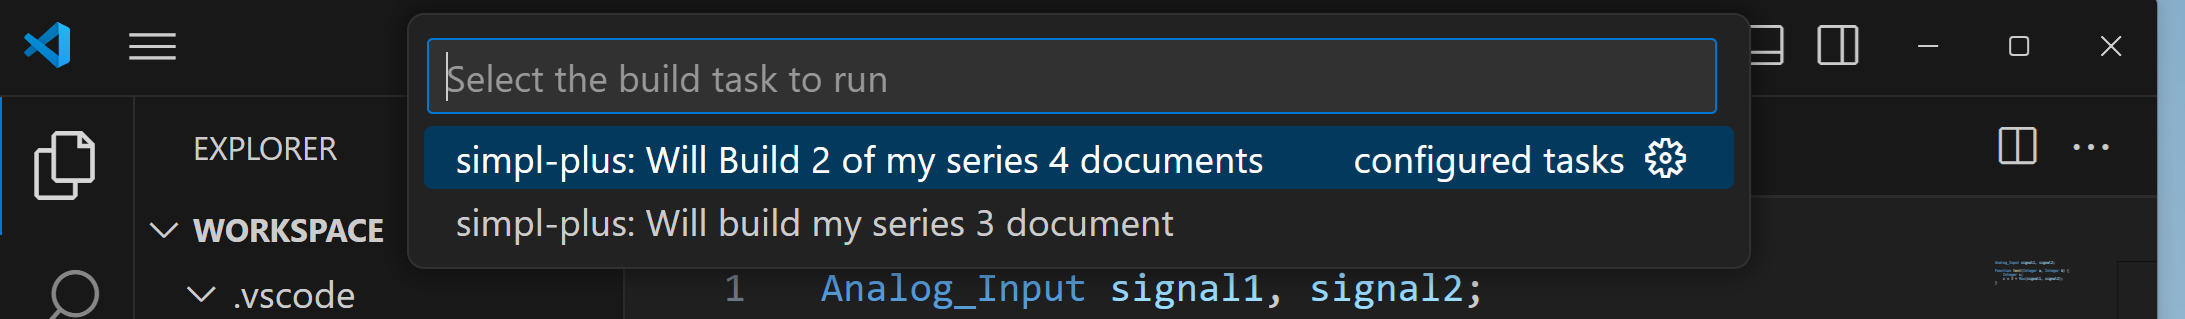 Select the build task to run
simpl-plus: Will Build 2 of my series 4 documents configured tasks
simpl-plus: Will build my series 3 document
EXPLORER
WORKSPACE
.vscode
1 Analog_Input signal1, signal2;